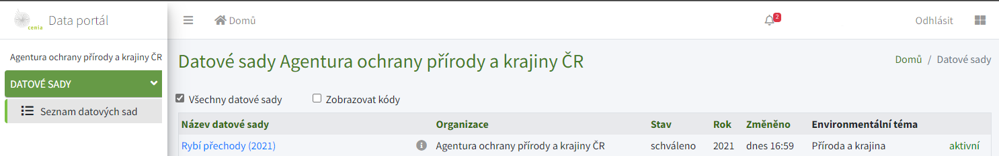 cenia Data portál
Domů
2
Odhlásit
Agentura ochrany přírody a krajiny ČR
DATOVÉ SADY
Seznam datových sad
Datové sady Agentura ochrany přírody a krajiny ČR
Domů / Datové sady
Všechny datové sady Zobrazovat kódy
Název datové sady Organizace Stav Rok Změněno Environmentální téma
Rybí přechody (2021) Agentura ochrany přírody a krajiny ČR schváleno 2021 dnes 16:59 Příroda a krajina aktivní